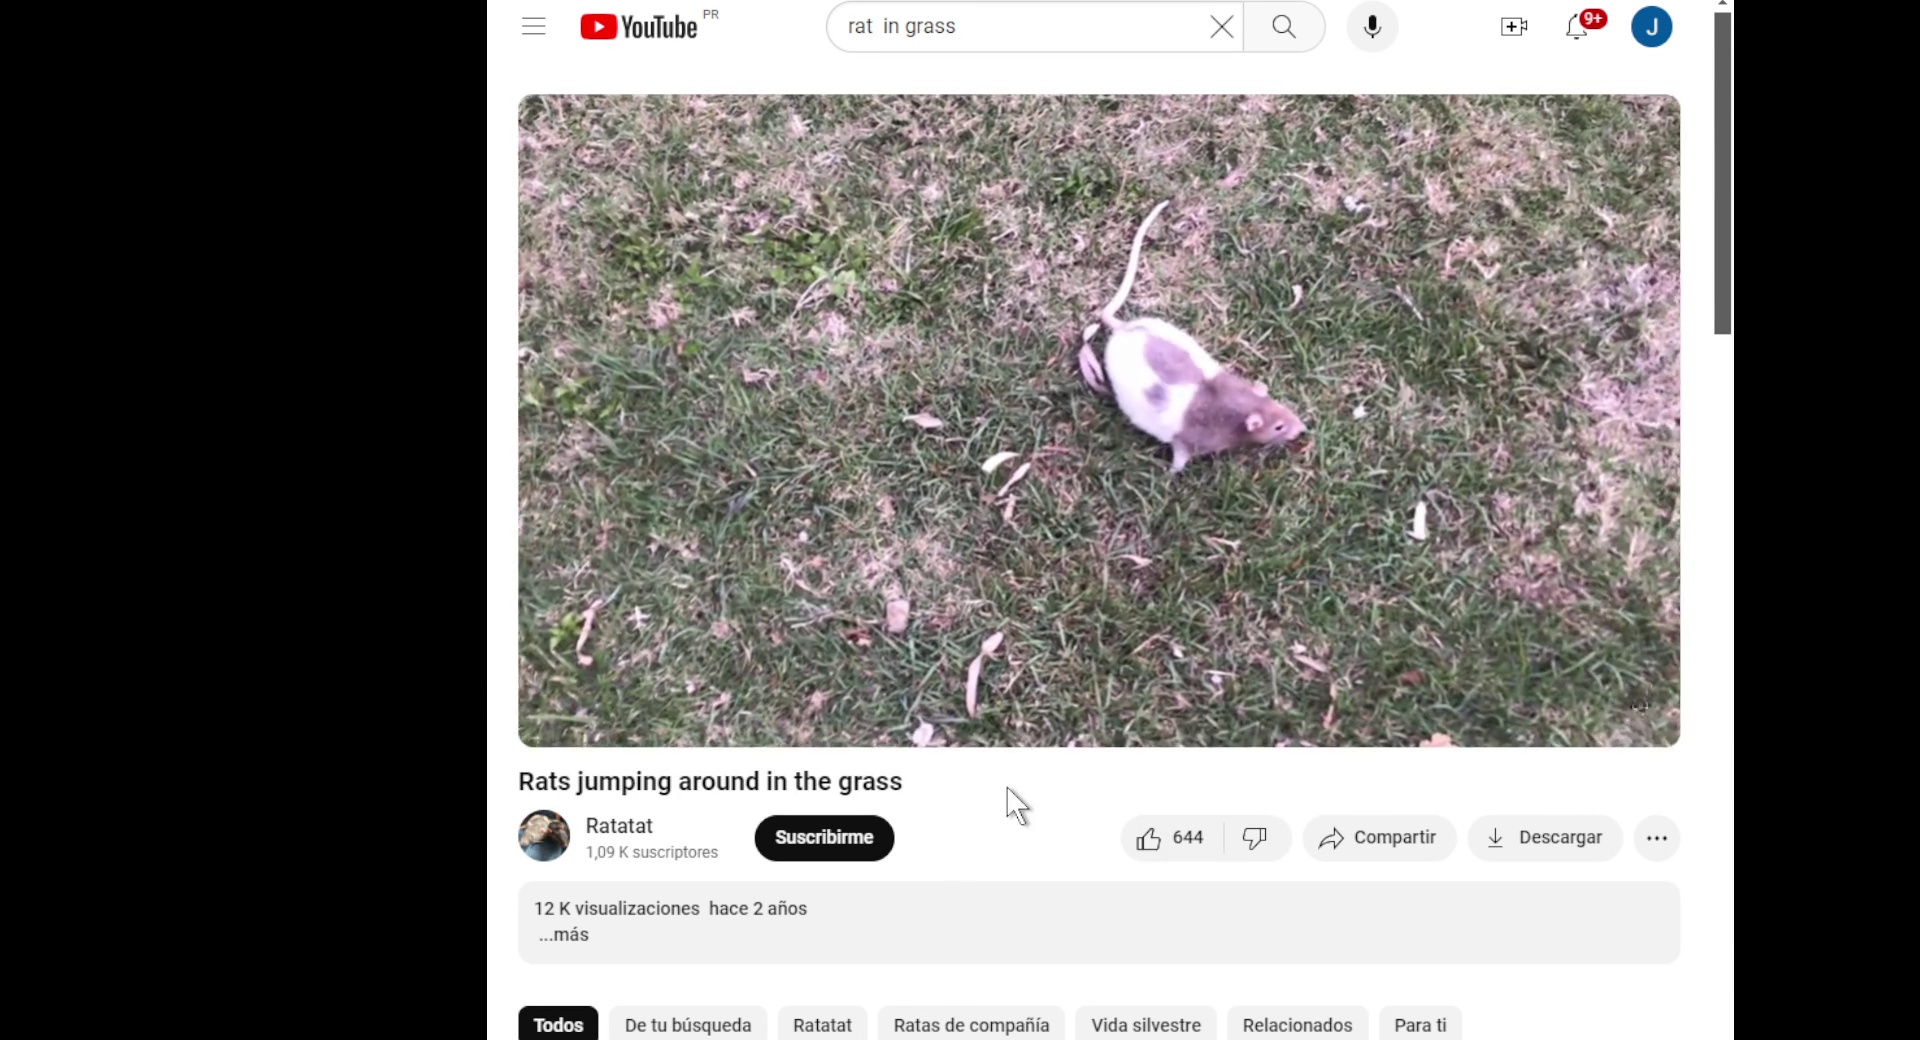 YouTube PR
rat  in grass
9+
J
Rats jumping around in the grass
Ratatat
1,09 K suscriptores
Suscribirme
644
Compartir
Descargar
12 K visualizaciones  hace 2 años
...más
Todos
De tu búsqueda
Ratatat
Ratas de compañía
Vida silvestre
Relacionados
Para ti